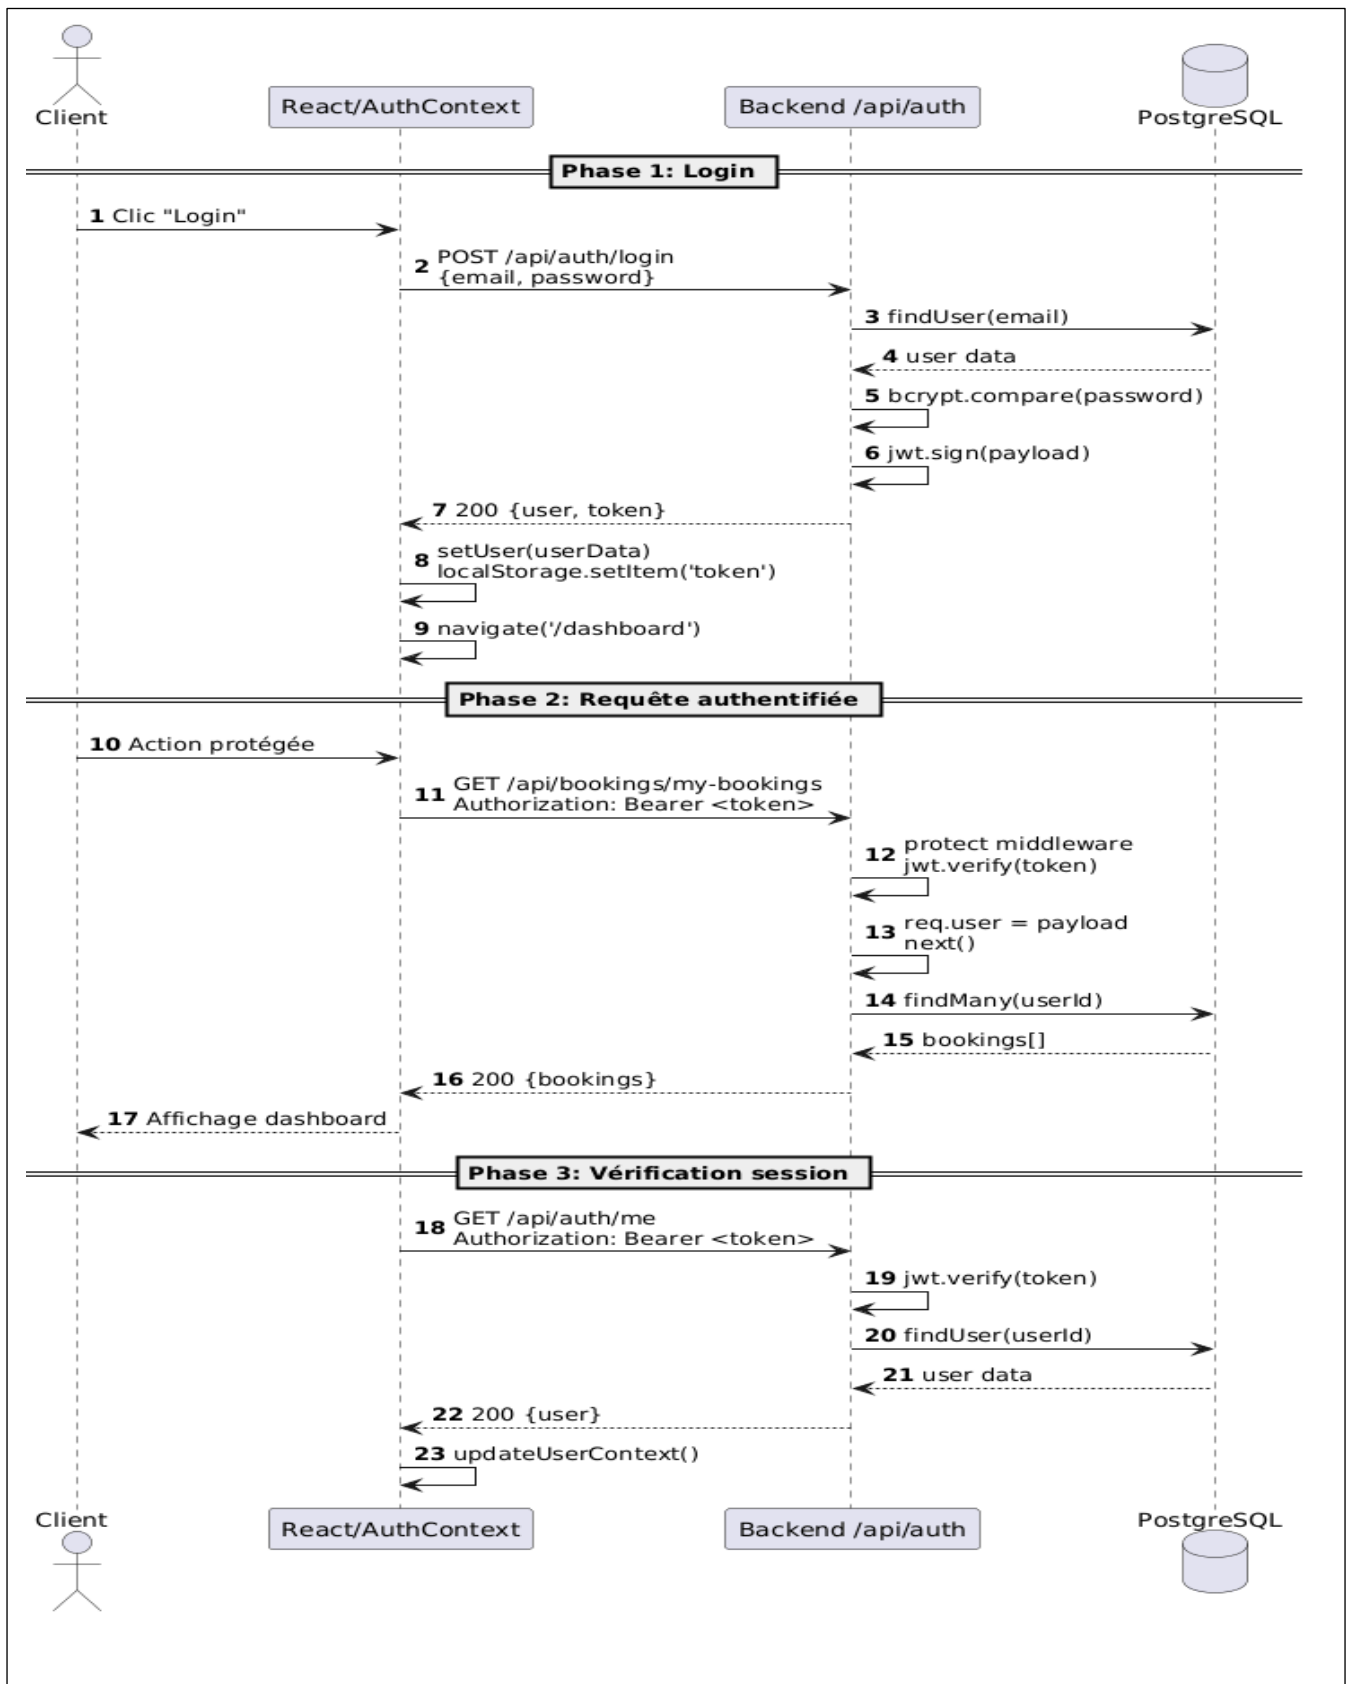 Client
React/AuthContext
Backend /api/auth
PostgreSQL
Phase 1: Login
1 Clic "Login"
2 POST /api/auth/login
{email, password}
3 findUser(email)
4 user data
5 bcrypt.compare(password)
6 jwt.sign(payload)
7 200 {user, token}
8 setUser(userData)
localStorage.setItem('token')
9 navigate('/dashboard')
Phase 2: Requête authentifiée
10 Action protégée
11 GET /api/bookings/my-bookings
Authorization: Bearer <token>
12 protect middleware
jwt.verify(token)
13 req.user = payload
next()
14 findMany(userId)
15 bookings[]
16 200 {bookings}
17 Affichage dashboard
Phase 3: Vérification session
18 GET /api/auth/me
Authorization: Bearer <token>
19 jwt.verify(token)
20 findUser(userId)
21 user data
22 200 {user}
23 updateUserContext()
Client
React/AuthContext
Backend /api/auth
PostgreSQL